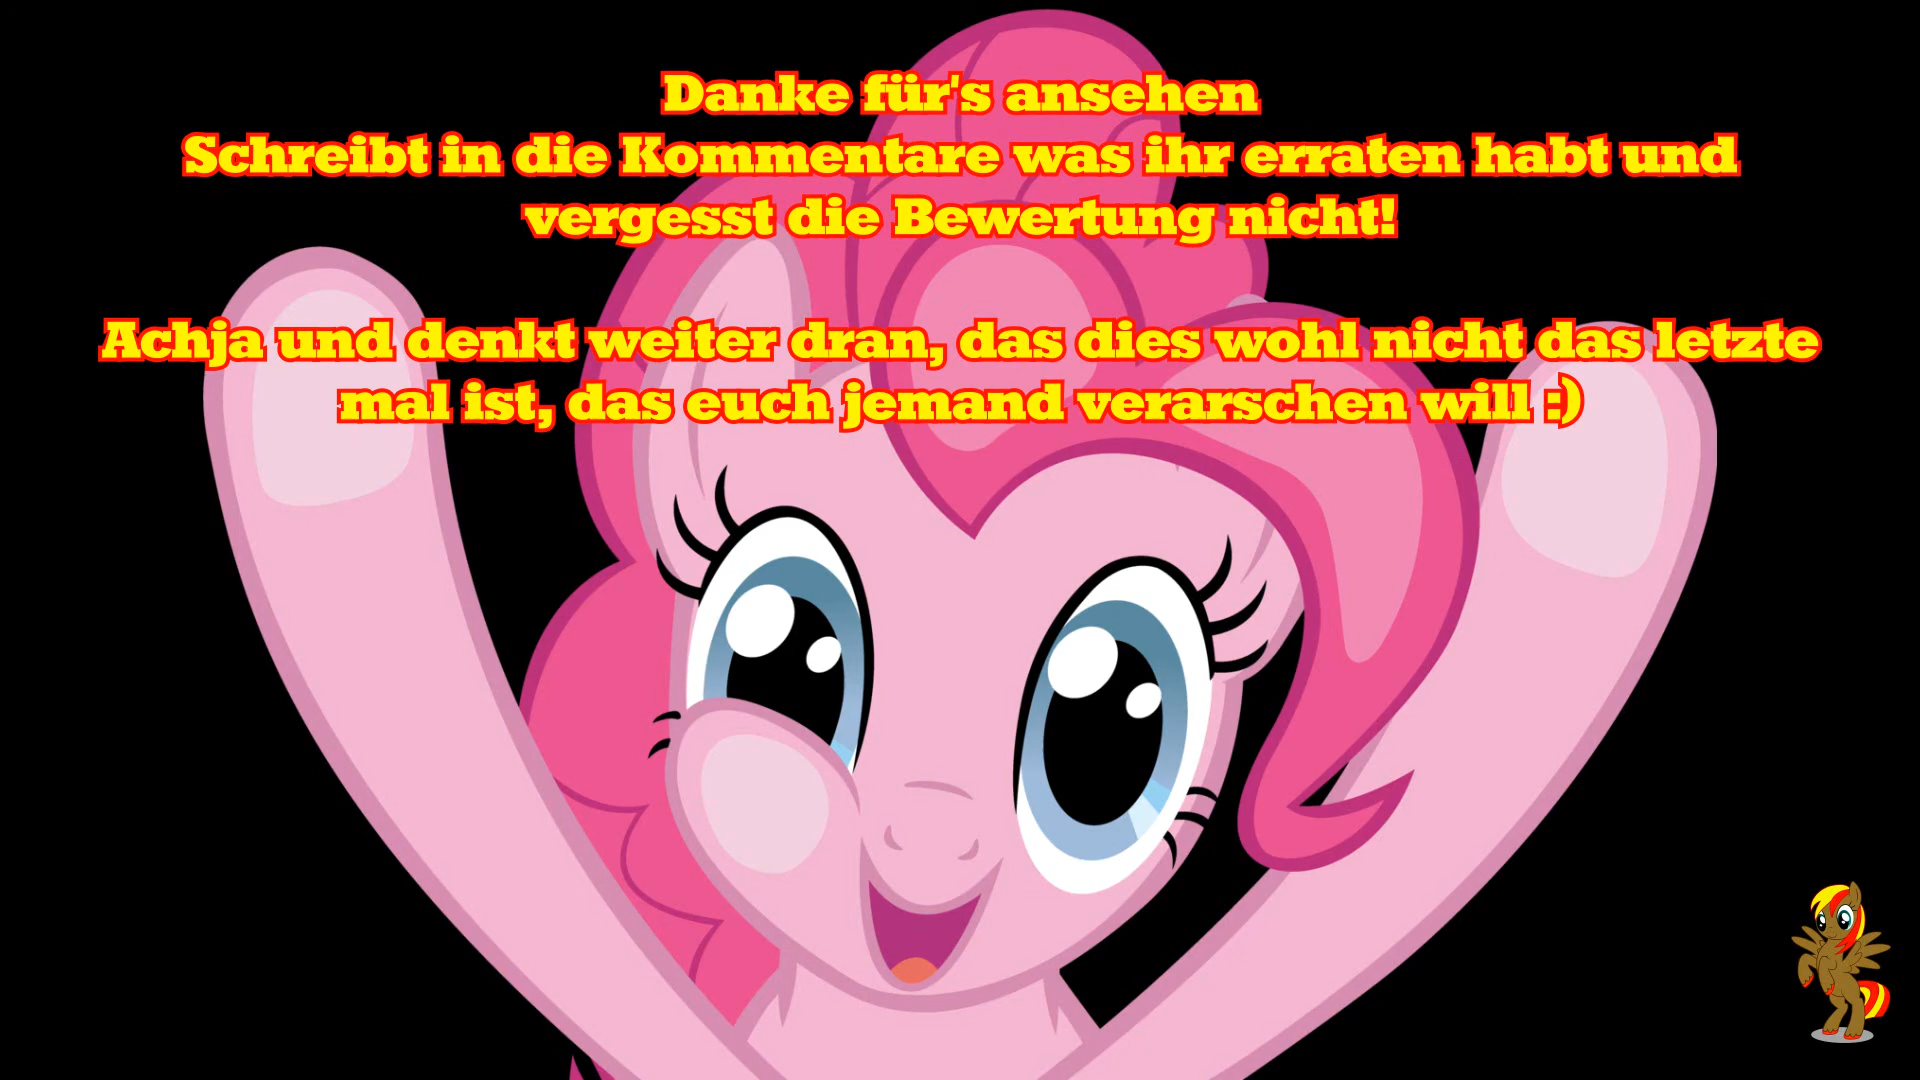 Danke für's ansehen
Schreibt in die Kommentare was ihr erraten habt und
vergesst die Bewertung nicht!
Achja und denkt weiter dran, das dies wohl nicht das letzte
mal ist, das euch jemand verarschen will :)